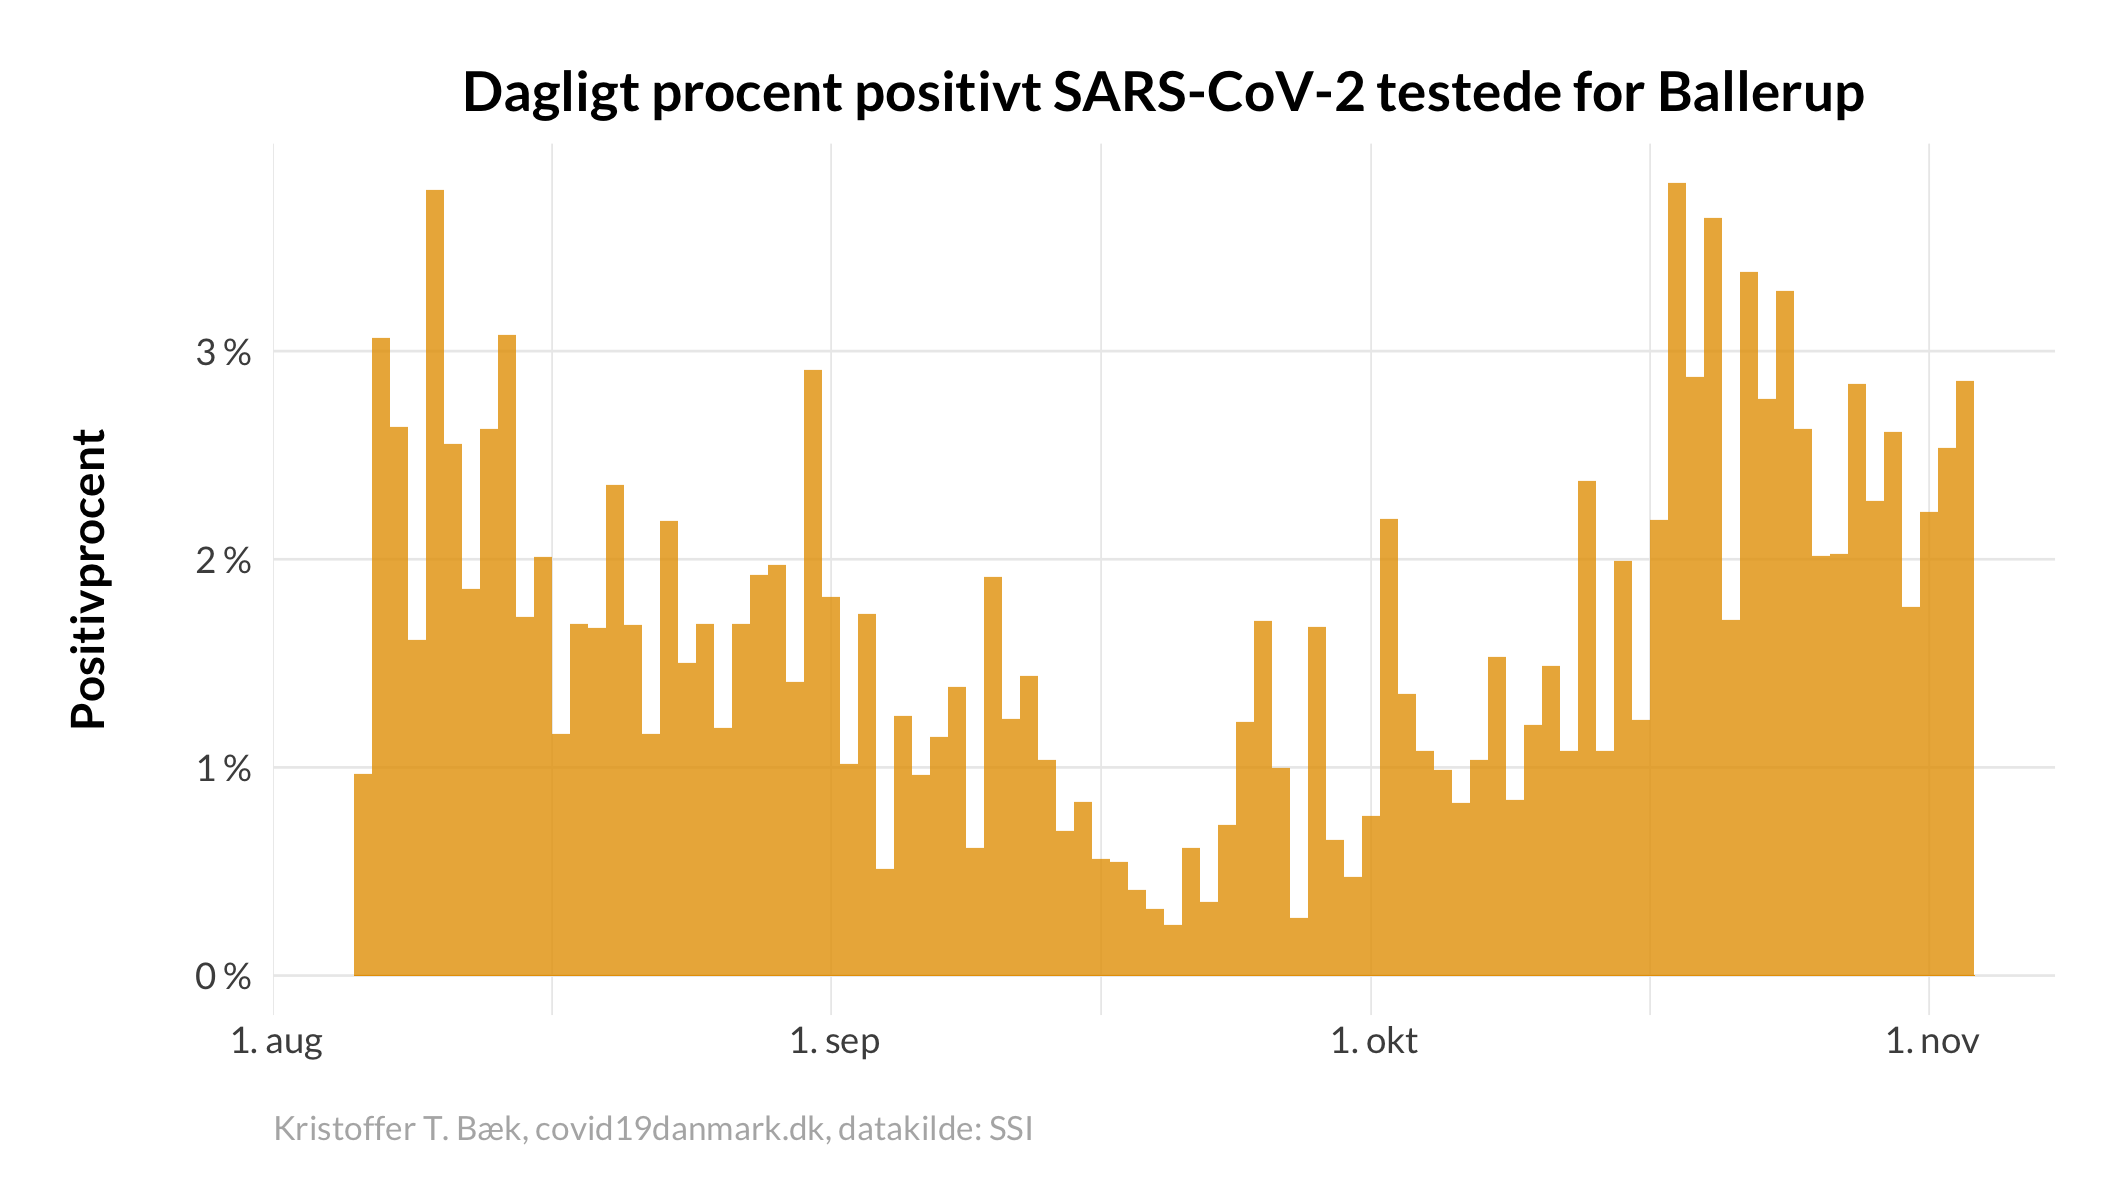 Dagligt procent positivt SARS-CoV-2 testede for Ballerup
Positivprocent
3 %
2 %
1 %
0 %
1. aug
1. sep
1. okt
1. nov
Kristoffer T. Bæk, covid19danmark.dk, datakilde: SSI